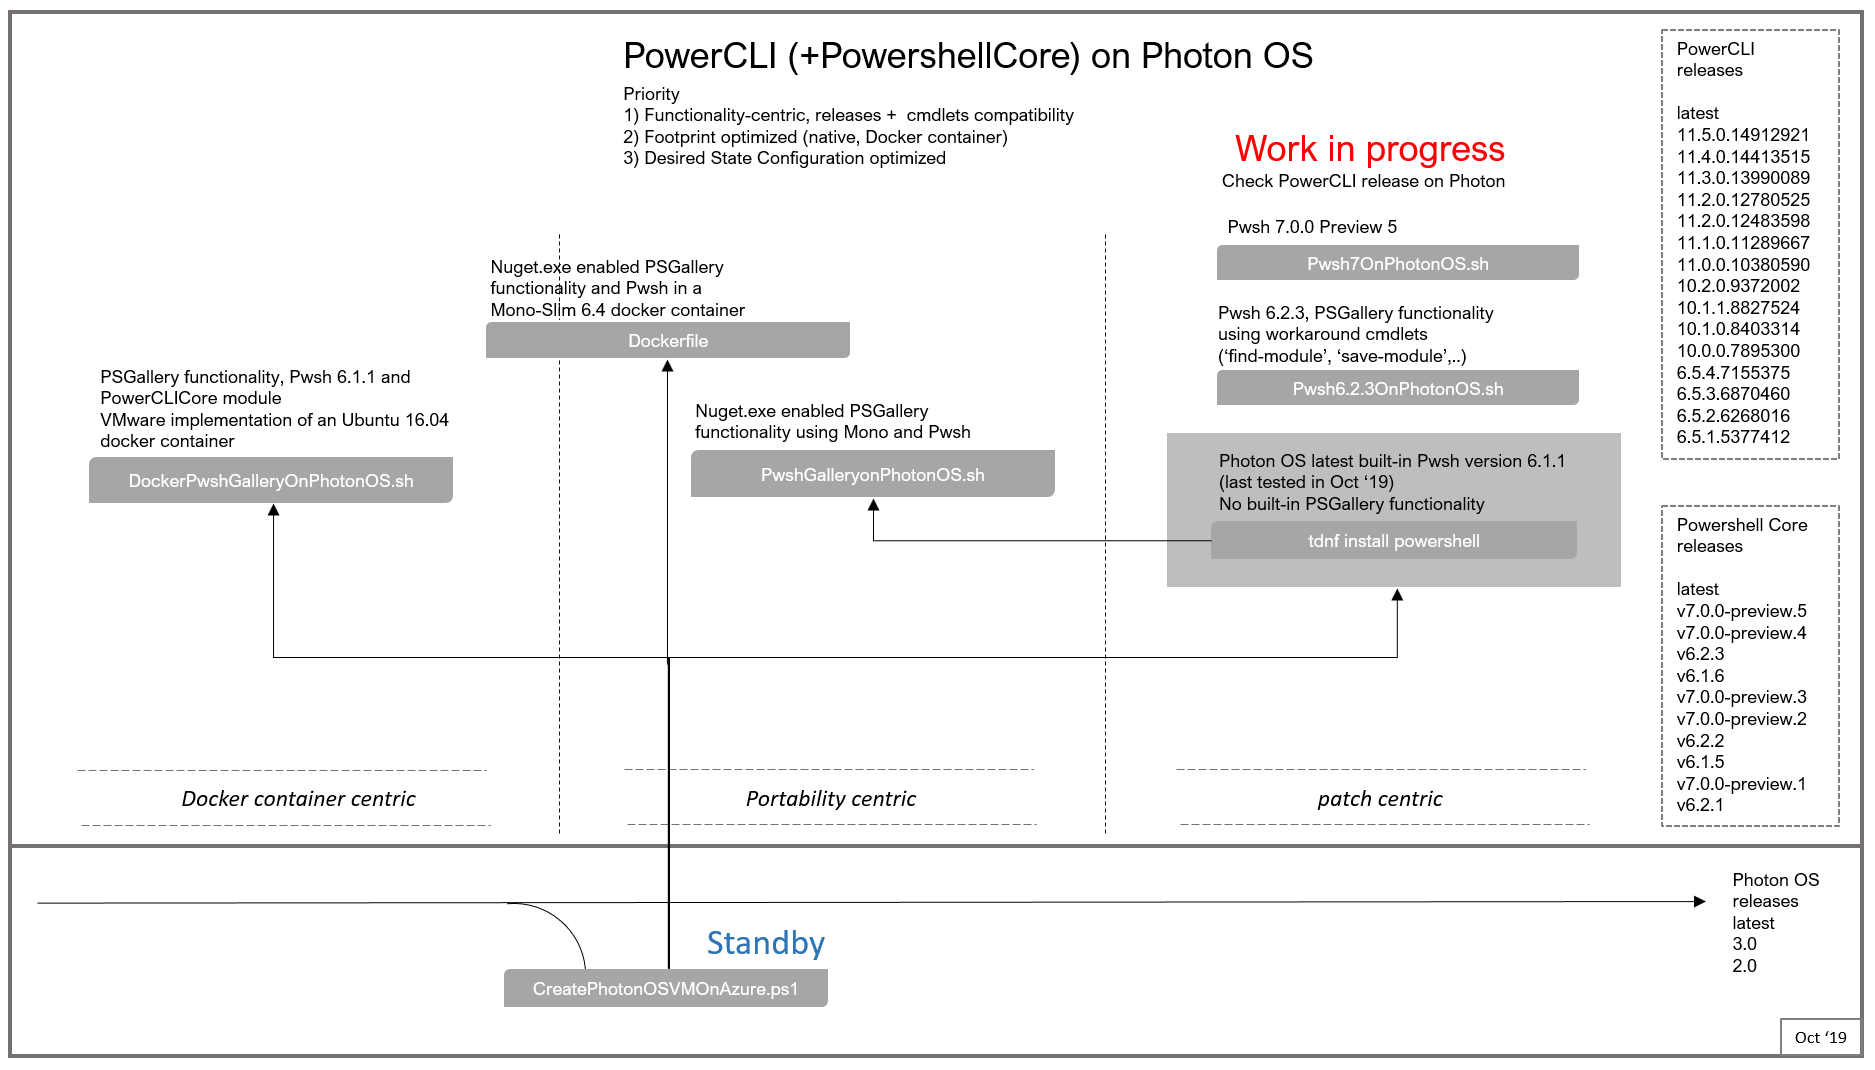 PowerCLI (+PowershellCore) on Photon OS
Priority
1) Functionality-centric, releases +  cmdlets compatibility
2) Footprint optimized (native, Docker container)
3) Desired State Configuration optimized
Work in progress
Check PowerCLI release on Photon
Pwsh 7.0.0 Preview 5
Pwsh7OnPhotonOS.sh
Pwsh 6.2.3, PSGallery functionality
using workaround cmdlets
(‘find-module’, ‘save-module’,..)
Pwsh6.2.3OnPhotonOS.sh
Photon OS latest built-in Pwsh version 6.1.1
(last tested in Oct ‘19)
No built-in PSGallery functionality
tdnf install powershell
Nuget.exe enabled PSGallery
functionality and Pwsh in a
Mono-Slim 6.4 docker container
Dockerfile
Nuget.exe enabled PSGallery
functionality using Mono and Pwsh
PwshGalleryonPhotonOS.sh
PSGallery functionality, Pwsh 6.1.1 and
PowerCLICore module
VMware implementation of an Ubuntu 16.04
docker container
DockerPwshGalleryOnPhotonOS.sh
Docker container centric
Portability centric
patch centric
PowerCLI
releases
latest
11.5.0.14912921
11.4.0.14413515
11.3.0.13990089
11.2.0.12780525
11.2.0.12483598
11.1.0.11289667
11.0.0.10380590
10.2.0.9372002
10.1.1.8827524
10.1.0.8403314
10.0.0.7895300
6.5.4.7155375
6.5.3.6870460
6.5.2.6268016
6.5.1.5377412
Powershell Core
releases
latest
v7.0.0-preview.5
v7.0.0-preview.4
v6.2.3
v6.1.6
v7.0.0-preview.3
v7.0.0-preview.2
v6.2.2
v6.1.5
v7.0.0-preview.1
v6.2.1
Standby
CreatePhotonOSVMOnAzure.ps1
Photon OS
releases
latest
3.0
2.0
Oct ‘19